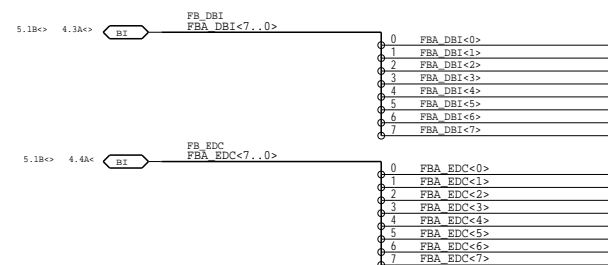 FB_DBI
5.1B<> 4.3A<> BI FBA_DBI<7..0>
0 FBA_DBI<0>
1 FBA_DBI<1>
2 FBA_DBI<2>
3 FBA_DBI<3>
4 FBA_DBI<4>
5 FBA_DBI<5>
6 FBA_DBI<6>
7 FBA_DBI<7>
FB_EDC
5.1B<> 4.4A< BI FBA_EDC<7..0>
0 FBA_EDC<0>
1 FBA_EDC<1>
2 FBA_EDC<2>
3 FBA_EDC<3>
4 FBA_EDC<4>
5 FBA_EDC<5>
6 FBA_EDC<6>
7 FBA_EDC<7>